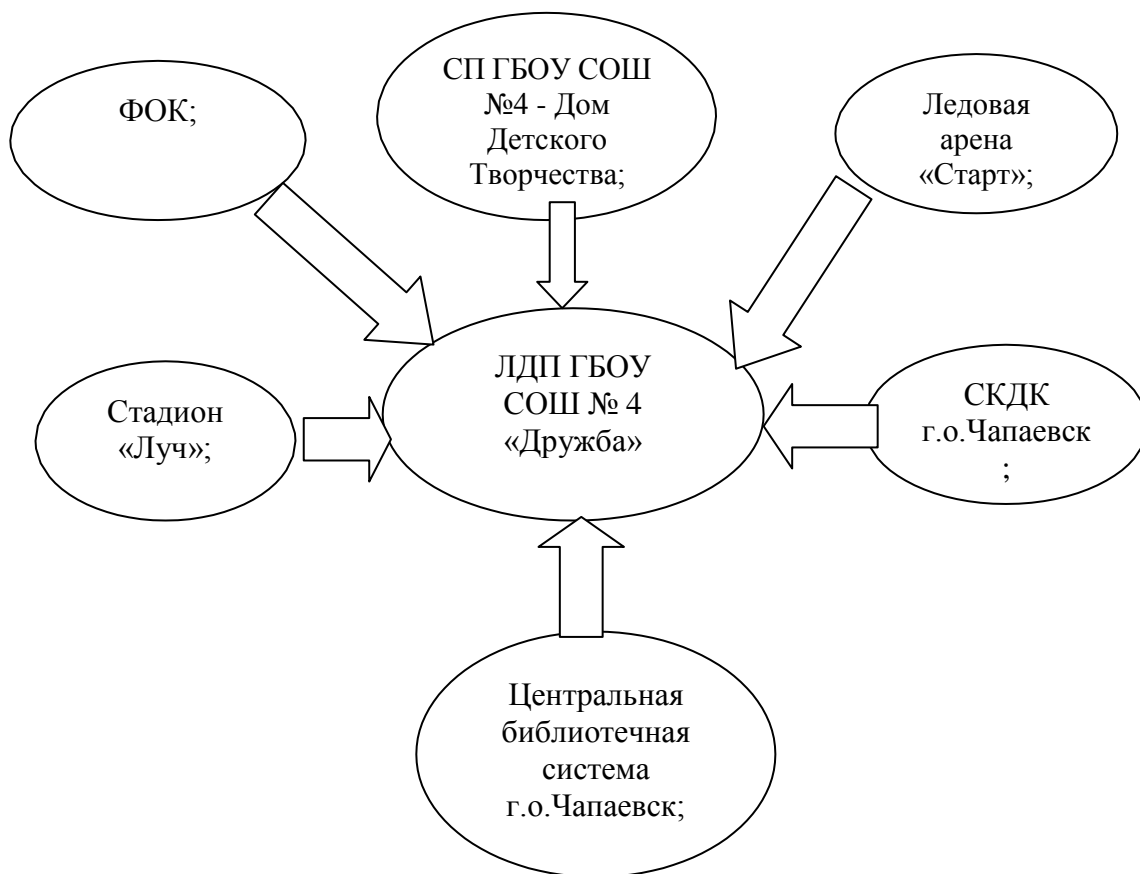 ФОК;
СП ГБОУ СОШ
№4 - Дом
Детского
Творчества;
Ледовая
арена
«Старт»;
Стадион
«Луч»;
ЛДП ГБОУ
СОШ № 4
«Дружба»
СКДК
г.о.Чапаевск
;
Центральная
библиотечная
система
г.о.Чапаевск;